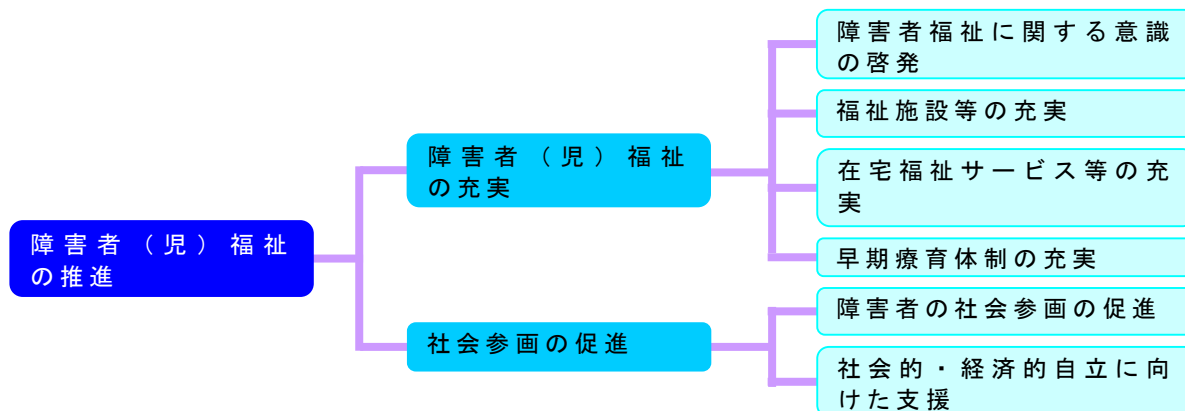 障害者（児）福祉
の推進
障害者（児）福祉
の充実
障害者福祉に関する意識
の啓発
福祉施設等の充実
在宅福祉サービス等の充
実
早期療育体制の充実
社会参画の促進
障害者の社会参画の促進
社会的・経済的自立に向
けた支援